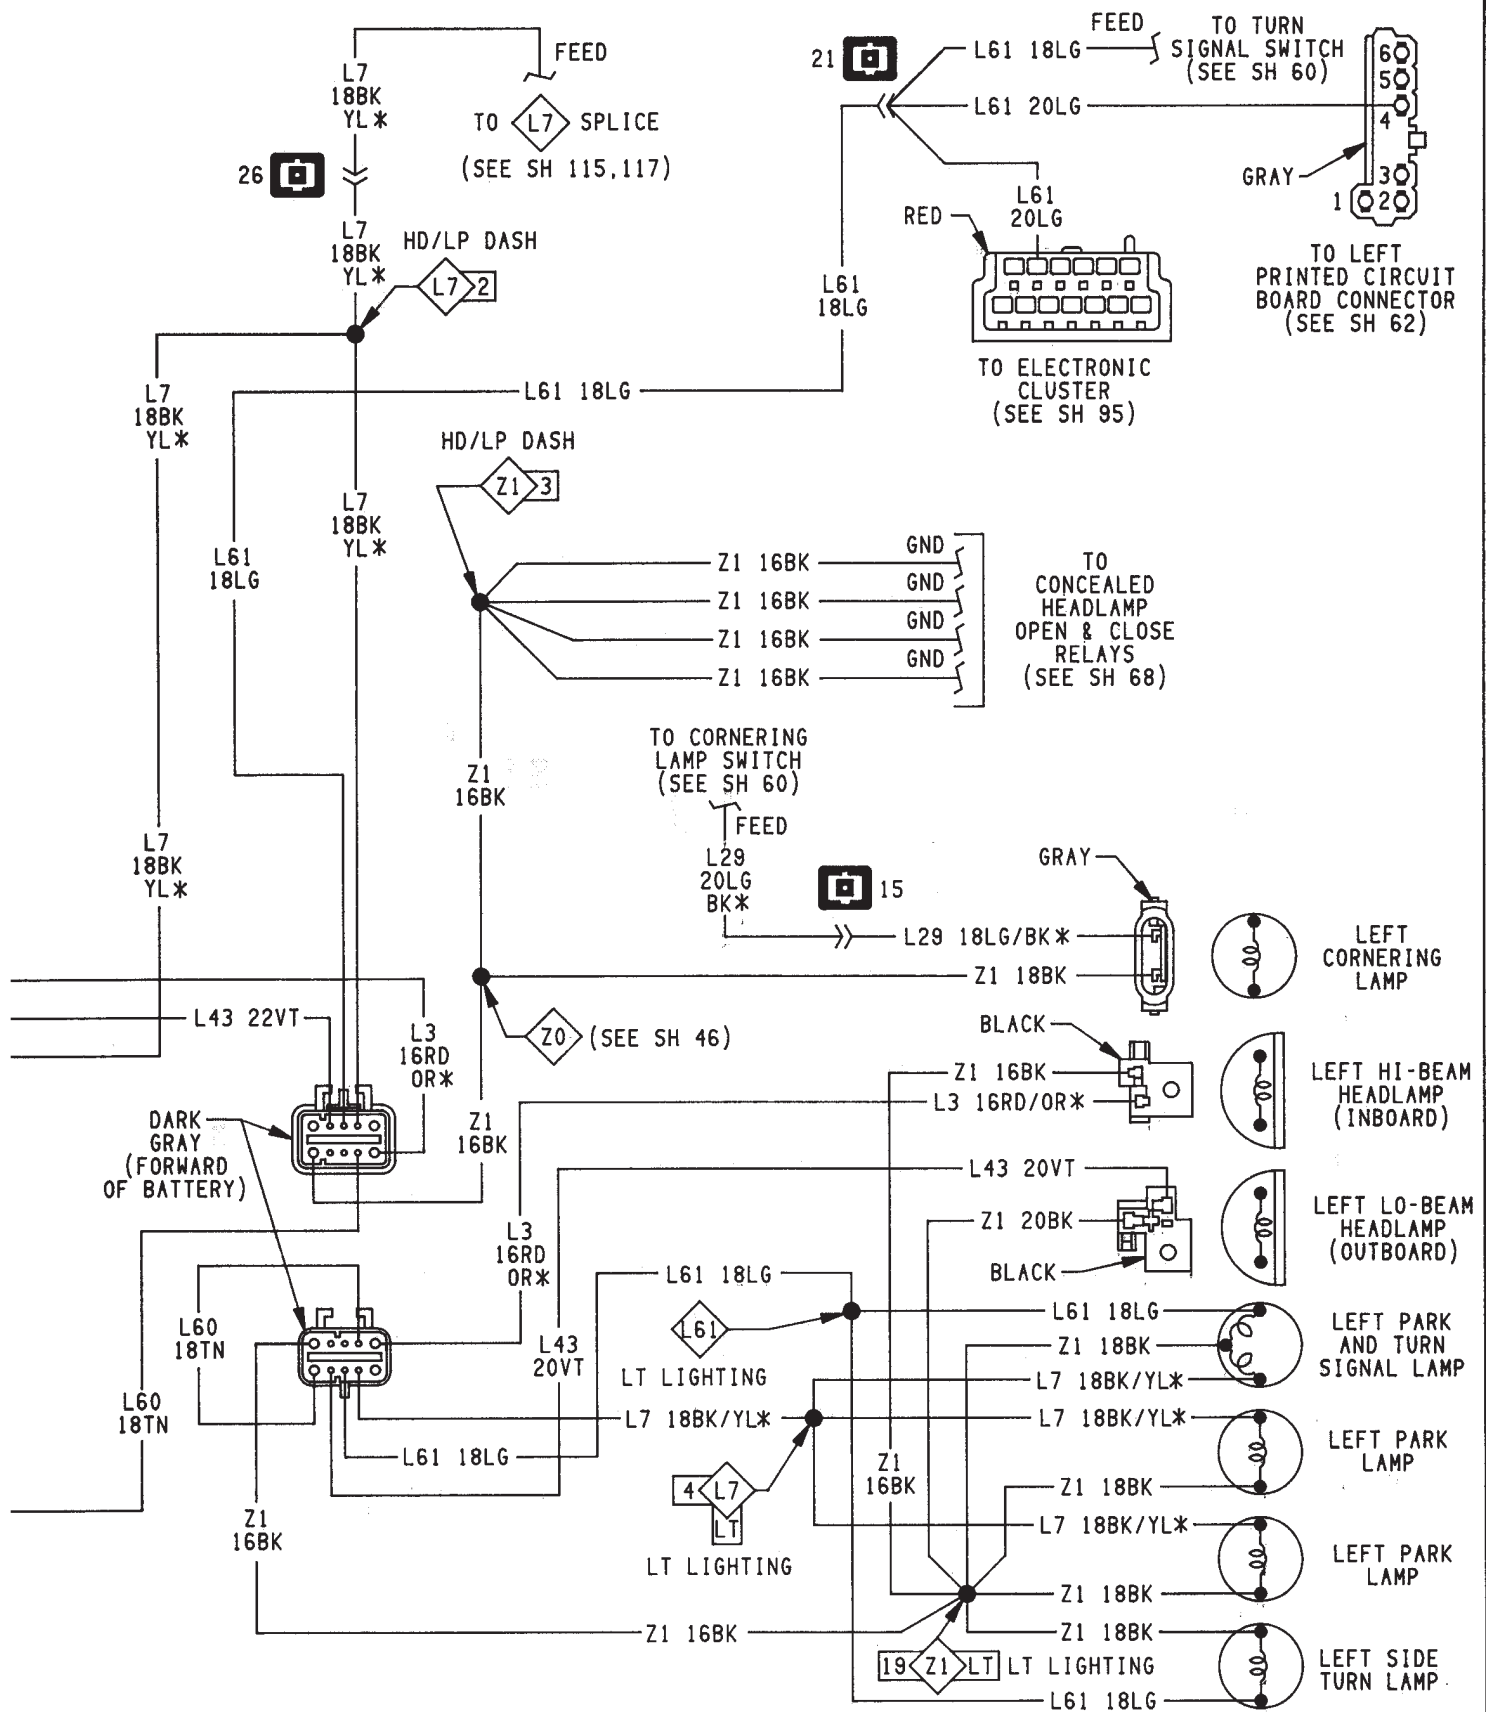 FEED
L7
18BK
YL*
TO L7 SPLICE
(SEE SH 115,117)
26
L7
18BK
YL*
HD/LP DASH
L7 2
21
L61 18LG
FEED
TO TURN
SIGNAL SWITCH
(SEE SH 60)
L61 20LG
6
5
4
3
1 2
GRAY
TO LEFT
PRINTED CIRCUIT
BOARD CONNECTOR
(SEE SH 62)
L61
20LG
RED
TO ELECTRONIC
CLUSTER
(SEE SH 95)
L61
18LG
L61 18LG
L7
18BK
YL*
HD/LP DASH
Z1 3
L7
18BK
YL*
L61
18LG
Z1 16BK GND
Z1 16BK GND
Z1 16BK GND
Z1 16BK GND
TO
CONCEALED
HEADLAMP
OPEN & CLOSE
RELAYS
(SEE SH 68)
TO CORNERING
LAMP SWITCH
(SEE SH 60)
FEED
L29
20LG
BK*
15
Z1
16BK
L7
18BK
YL*
GRAY
L29 18LG/BK*
Z1 18BK
LEFT
CORNERING
LAMP
L43 22VT
L3
16RD
OR*
Z0 (SEE SH 46)
BLACK
Z1 16BK
L3 16RD/OR*
LEFT HI-BEAM
HEADLAMP
(INBOARD)
DARK
GRAY
(FORWARD
OF BATTERY)
Z1
16BK
L43 20VT
Z1 20BK
BLACK
LEFT LO-BEAM
HEADLAMP
(OUTBOARD)
L3
16RD
OR*
L61 18LG
L61
LT LIGHTING
L61 18LG
Z1 18BK
L7 18BK/YL*
LEFT PARK
AND TURN
SIGNAL LAMP
L60
18TN
L43
20VT
L60
18TN
L7 18BK/YL*
L7 18BK/YL*
L61 18LG
Z1
16BK
Z1 18BK
LEFT PARK
LAMP
4 L7
LT
LT LIGHTING
Z1
16BK
L7 18BK/YL*
Z1 18BK
LEFT PARK
LAMP
Z1 16BK
Z1 18BK
19 Z1 LT LT LIGHTING
L61 18LG
LEFT SIDE
TURN LAMP